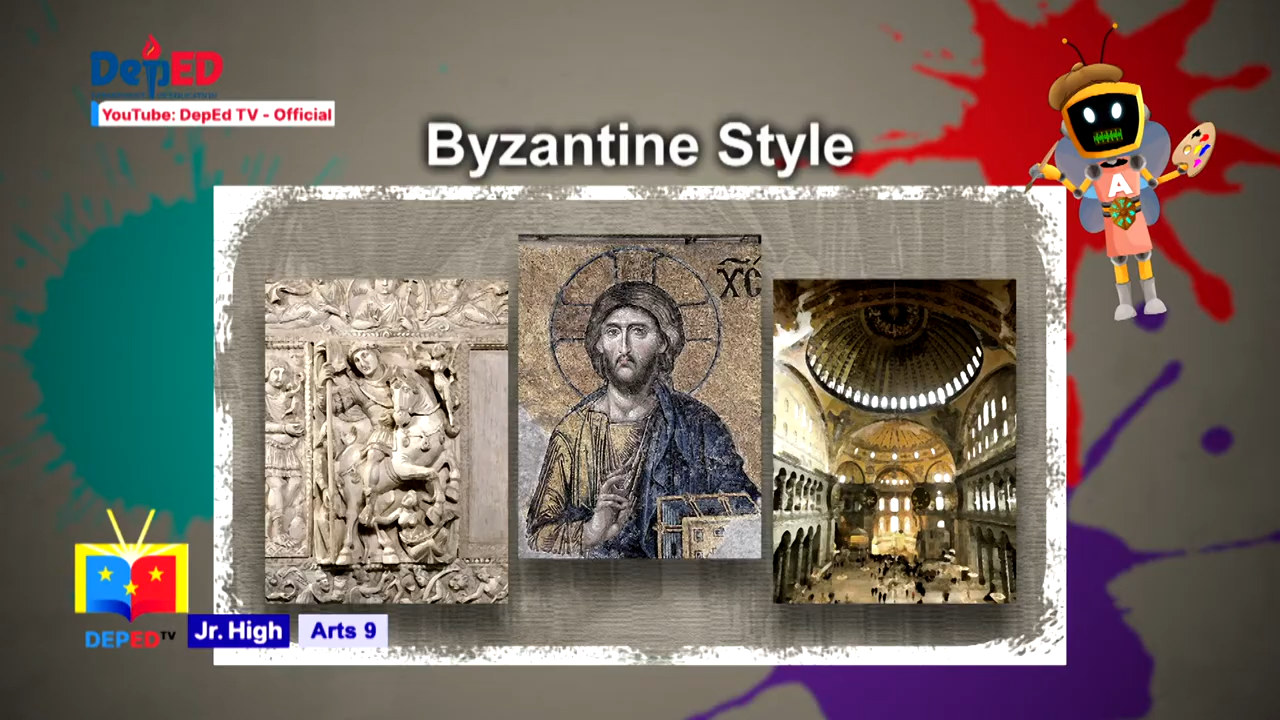 DepED
YouTube: DepEd TV - Official
Byzantine Style
A
XC
DEPED TV
Jr. High
Arts 9